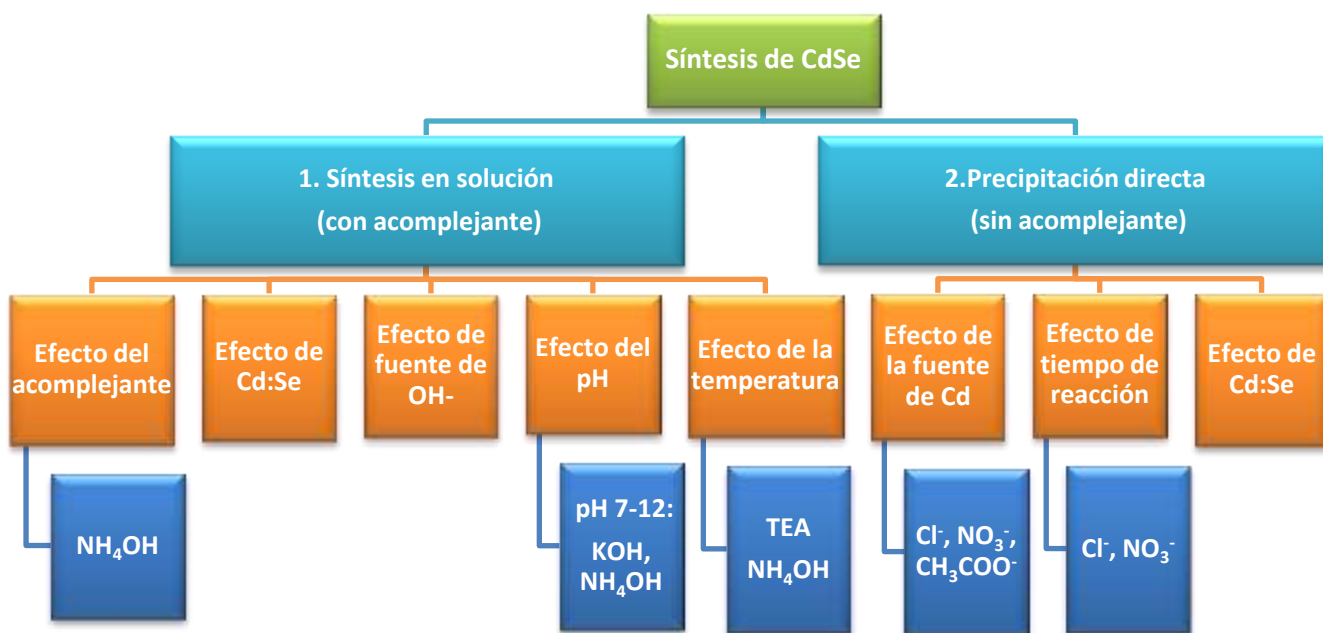 Síntesis de CdSe
1. Síntesis en solución
(con acomplejante)
2.Precipitación directa
(sin acomplejante)
Efecto del
acomplejante
Efecto de
Cd:Se
Efecto de
fuente de
OH-
Efecto del
pH
Efecto de la
temperatura
Efecto de
la fuente
de Cd
Efecto de
tiempo de
reacción
Efecto de
Cd:Se
NH₄OH
pH 7-12:
KOH,
NH₄OH
TEA
NH₄OH
Cl⁻, NO₃⁻,
CH₃COO⁻
Cl⁻, NO₃⁻